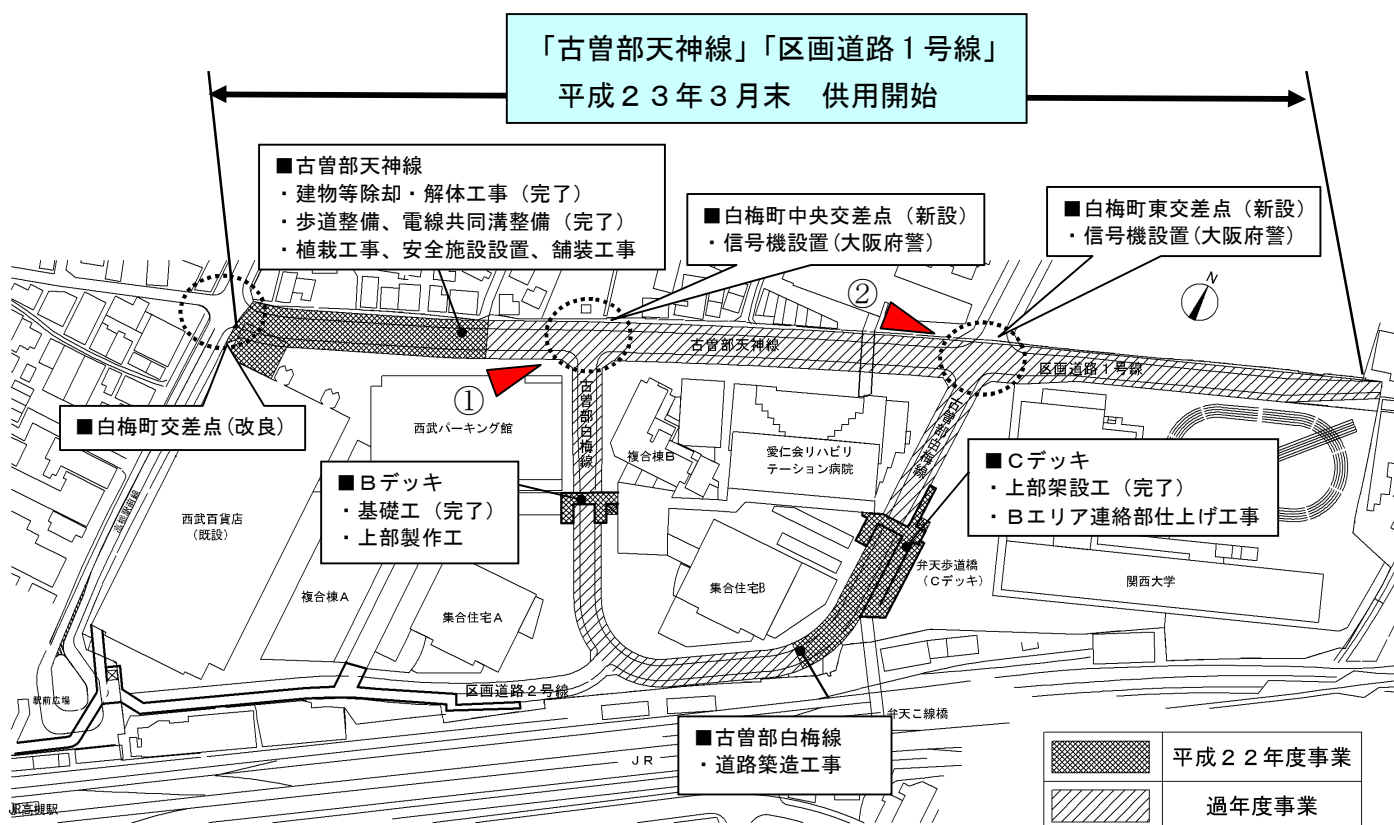 「古曽部天神線」「区画道路１号線」
平成２３年３月末　供用開始
■古曽部天神線
・建物等除却・解体工事（完了）
・歩道整備、電線共同溝整備（完了）
・植栽工事、安全施設設置、舗装工事
■白梅町中央交差点（新設）
・信号機設置(大阪府警）
■白梅町東交差点（新設）
・信号機設置(大阪府警）
N
②
古曽部天神線
区画道路１号線
①
■白梅町交差点(改良）
西武パーキング館
古曽部白梅線
複合棟B
愛仁会リハビリ
テーション病院
古曽部白梅線
■Ｂデッキ
・基礎工（完了）
・上部製作工
■Ｃデッキ
・上部架設工（完了）
・Ｂエリア連絡部仕上げ工事
高槻駅前線
西武百貨店
（既設）
弁天歩道橋
（Ｃデッキ）
関西大学
複合棟Ａ
集合住宅Ａ
集合住宅B
区画道路２号線
駅前広場
弁天こ線橋
■古曽部白梅線
・道路築造工事
ＪＲ
平成２２年度事業
過年度事業
JR高槻駅